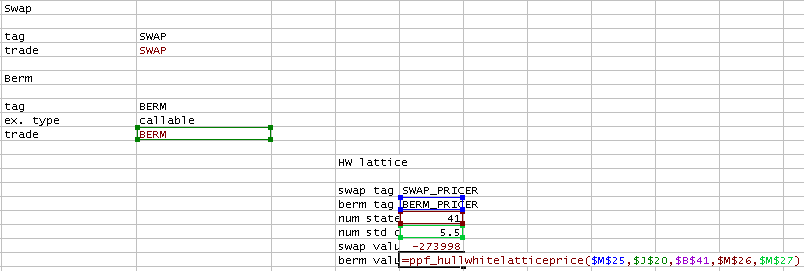 Swap
tag SWAP
trade SWAP
Berm
tag BERM
ex. type callable
trade BERM
HW lattice
swap tag SWAP_PRICER
berm tag BERM_PRICER
num state 41
num std 5.5
swap valu -273998
berm valu =ppf_hullwhitelatticeprice($M$25,$J$20,$B$41,$M$26,$M$27)